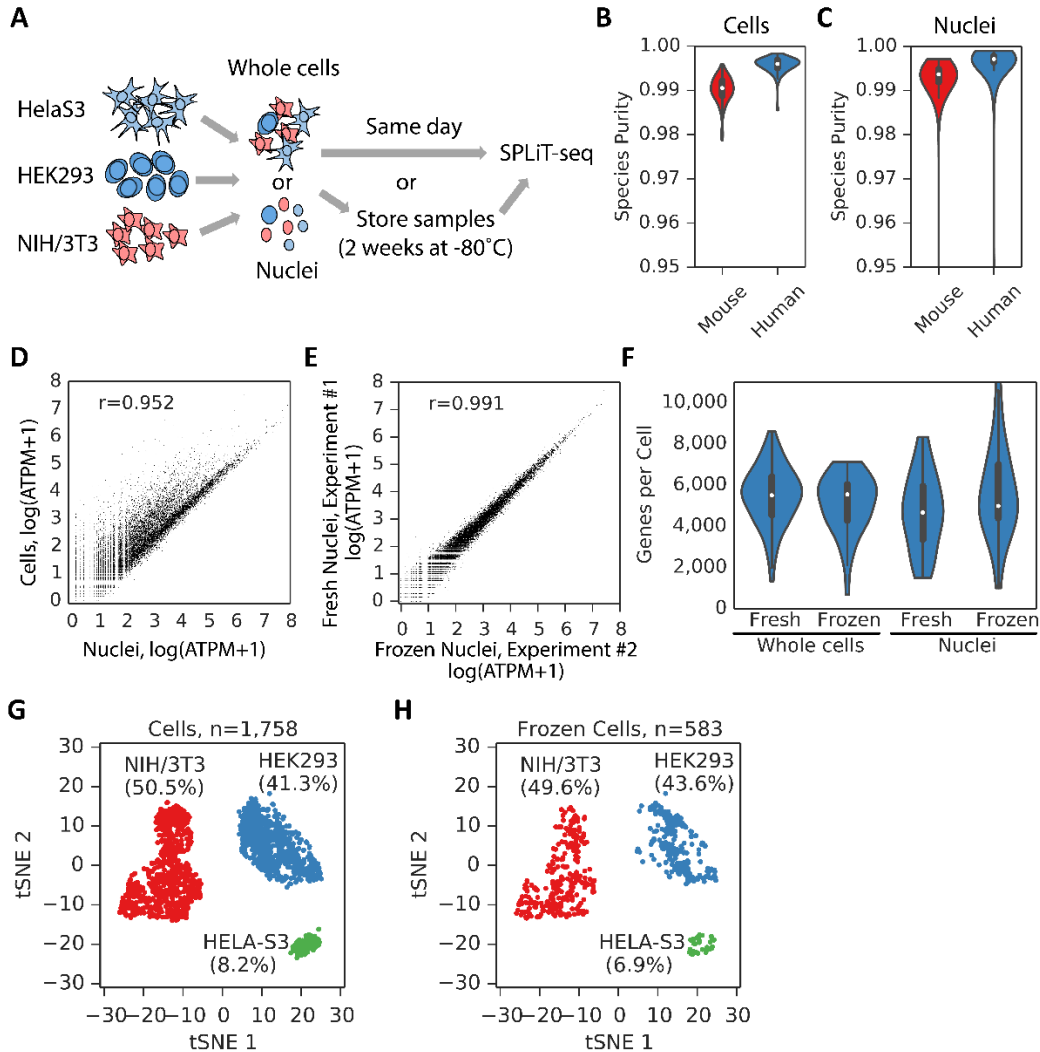 A
HelaS3
HEK293
NIH/3T3
Whole cells
or
Nuclei
Same day
or
Store samples
(2 weeks at -80˚C)
SPLiT-seq
B
Cells
Species Purity
1.00
0.99
0.98
0.97
0.96
0.95
Mouse
Human
C
Nuclei
Species Purity
1.00
0.99
0.98
0.97
0.96
0.95
Mouse
Human
D
r=0.952
Cells, log(ATPM+1)
8
7
6
5
4
3
2
1
0
0 1 2 3 4 5 6 7 8
Nuclei, log(ATPM+1)
E
r=0.991
Fresh Nuclei, Experiment #1
log(ATPM+1)
8
7
6
5
4
3
2
1
0
0 1 2 3 4 5 6 7 8
Frozen Nuclei, Experiment #2
log(ATPM+1)
F
Genes per Cell
10,000
8,000
6,000
4,000
2,000
0
Fresh Frozen Fresh Frozen
Whole cells Nuclei
G
Cells, n=1,758
NIH/3T3
(50.5%)
HEK293
(41.3%)
HELA-S3
(8.2%)
tSNE 2
30
20
10
0
−10
−20
−30
−30 −20 −10 0 10 20 30
tSNE 1
H
Frozen Cells, n=583
NIH/3T3
(49.6%)
HEK293
(43.6%)
HELA-S3
(6.9%)
tSNE 2
30
20
10
0
−10
−20
−30
−30 −20 −10 0 10 20 30
tSNE 1